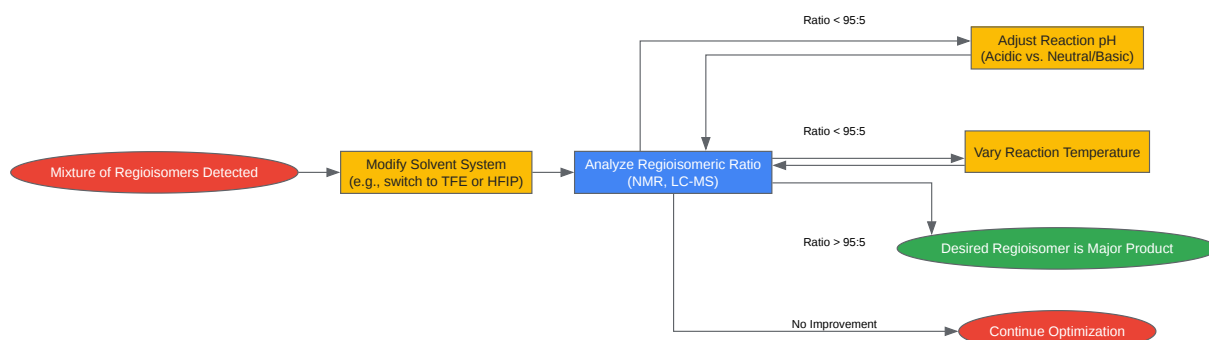 Ratio < 95:5
Adjust Reaction pH
(Acidic vs. Neutral/Basic)
Mixture of Regioisomers Detected
Modify Solvent System
(e.g., switch to TFE or HFIP)
Analyze Regioisomeric Ratio
(NMR, LC-MS)
Ratio < 95:5
Vary Reaction Temperature
Ratio > 95:5
Desired Regioisomer is Major Product
No Improvement
Continue Optimization